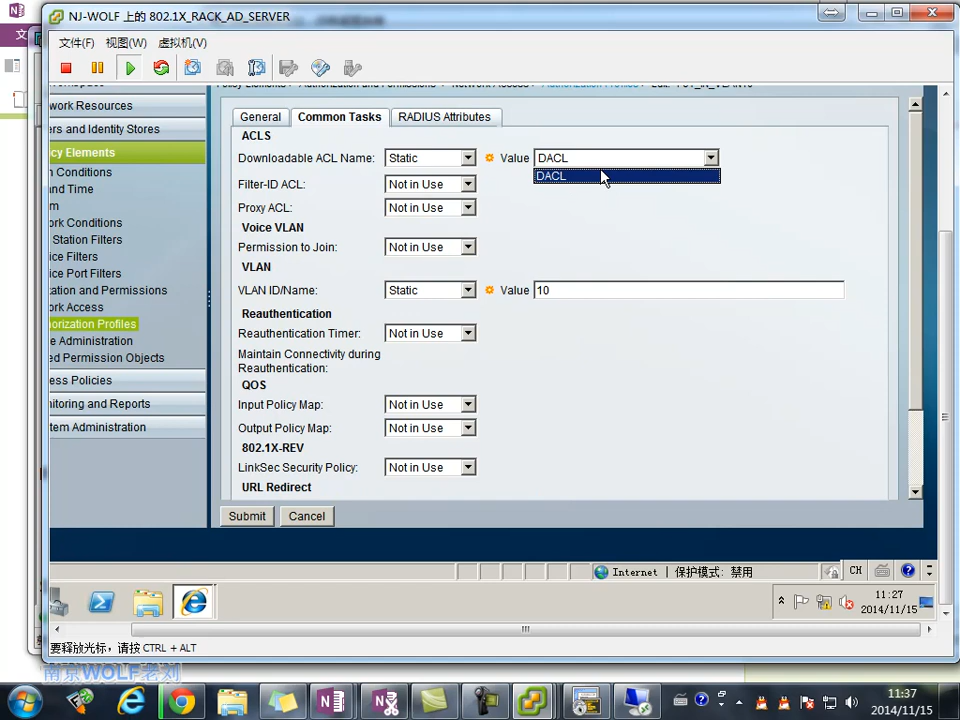 NJ-WOLF 上的 802.1X_RACK_AD_SERVER
文件(F) 视图(W) 虚拟机(V)
work Resources
ers and Identity Stores
cy Elements
n Conditions
and Time
m
ork Conditions
Station Filters
ice Filters
ice Port Filters
ization and Permissions
ork Access
horization Profiles
e Administration
ed Permission Objects
ess Policies
nitoring and Reports
tem Administration
General
Common Tasks
RADIUS Attributes
ACLS
Downloadable ACL Name: Static Value DACL
DACL
Filter-ID ACL: Not in Use
Proxy ACL: Not in Use
Voice VLAN
Permission to Join: Not in Use
VLAN
VLAN ID/Name: Static Value 10
Reauthentication
Reauthentication Timer: Not in Use
Maintain Connectivity during
Reauthentication:
QOS
Input Policy Map: Not in Use
Output Policy Map: Not in Use
802.1X-REV
LinkSec Security Policy: Not in Use
URL Redirect
Submit Cancel
Internet | 保护模式: 禁用
CH
11:27
2014/11/15
要释放光标，请按 CTRL + ALT
南京WOLF老刘
11:37
2014/11/15